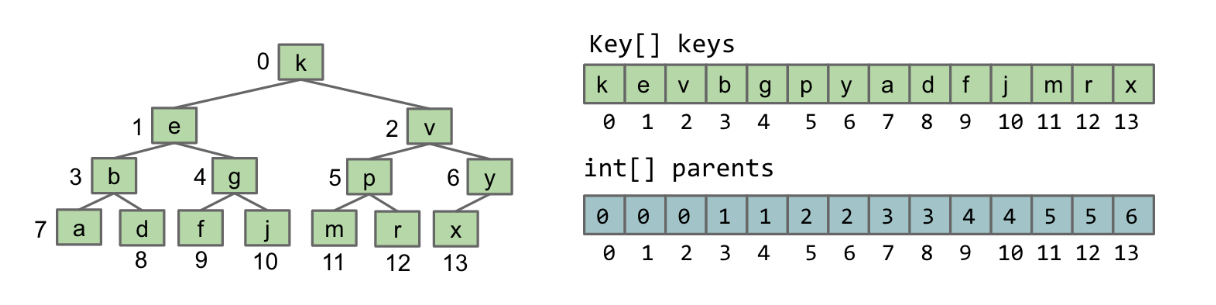 0 k
1 e 2 v
3 b 4 g 5 p 6 y
7 a d f j m r x
8 9 10 11 12 13
Key[] keys
k e v b g p y a d f j m r x
0 1 2 3 4 5 6 7 8 9 10 11 12 13
int[] parents
0 0 0 1 1 2 2 3 3 4 4 5 5 6
0 1 2 3 4 5 6 7 8 9 10 11 12 13